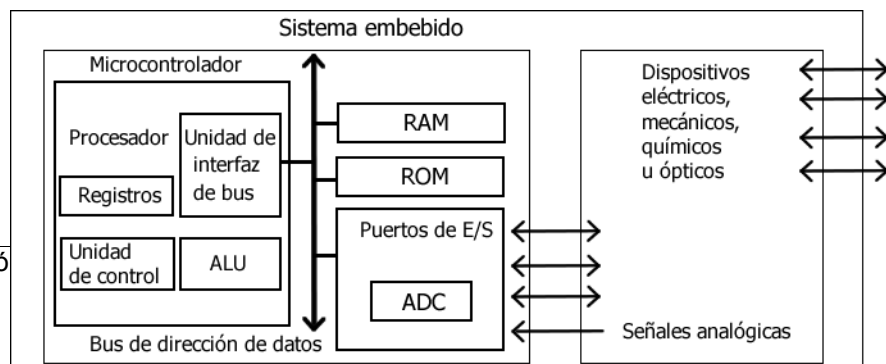 Sistema embebido
Microcontrolador
Procesador
Unidad de
interfaz
de bus
Registros
Unidad
de control
ALU
Bus de dirección de datos
RAM
ROM
Puertos de E/S
ADC
Dispositivos
eléctricos,
mecánicos,
químicos
u ópticos
Señales analógicas